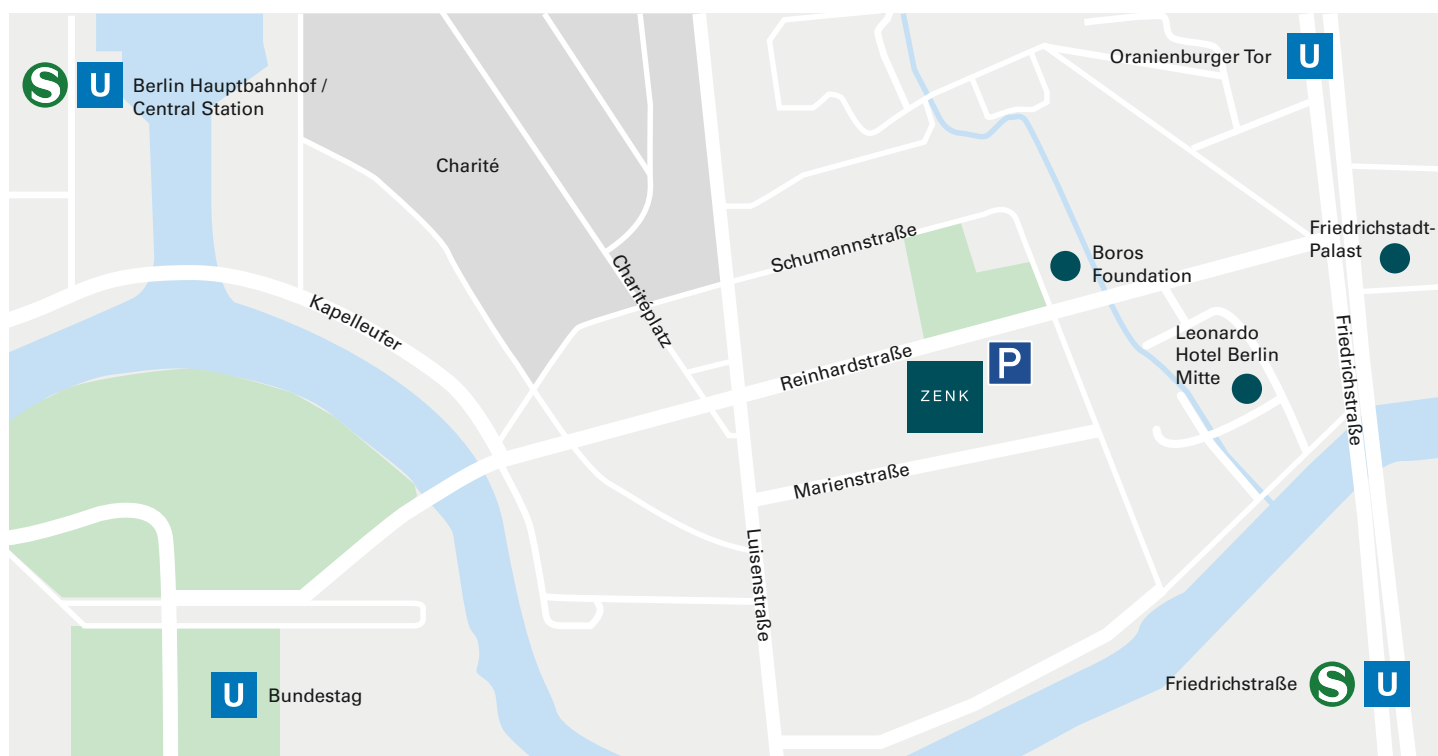 S U Berlin Hauptbahnhof /
Central Station
Oranienburger Tor U
Charité
Schumannstraße
Charitéplatz
Boros
Foundation
Friedrichstadt-
Palast
Kapelleufer
Reinhardstraße
P
ZENK
Leonardo
Hotel Berlin
Mitte
Friedrichstraße
Marienstraße
Luisenstraße
U Bundestag
Friedrichstraße S U